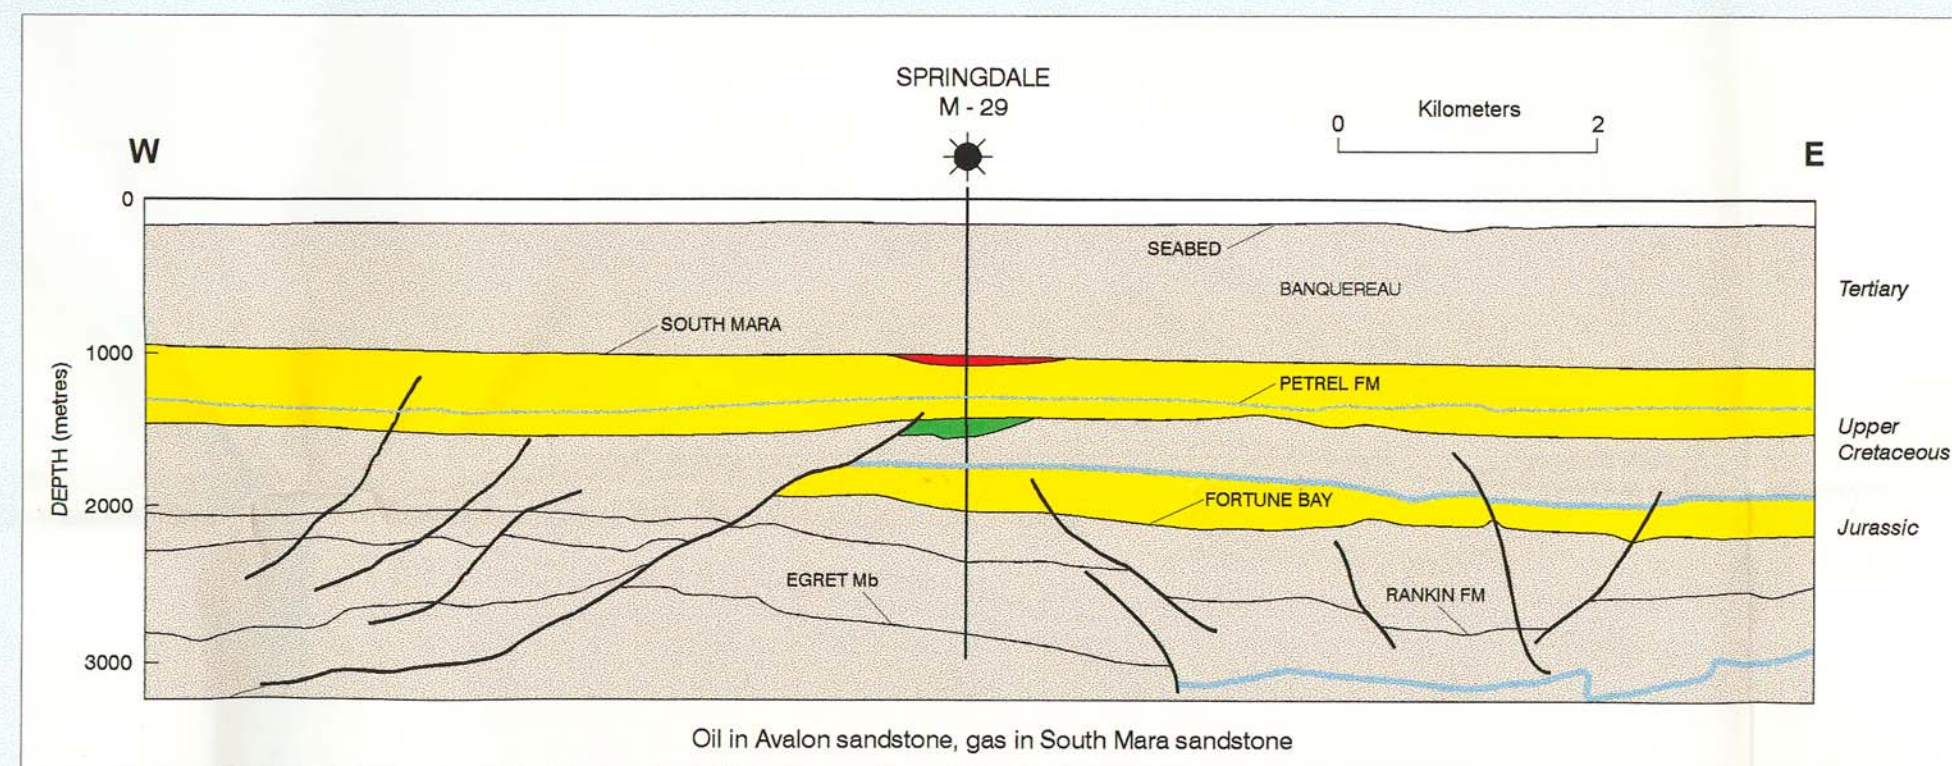 SPRINGDALE
M - 29
Kilometers
0 2
W
E
0
SEABED
BANQUEREAU
Tertiary
SOUTH MARA
1000
PETREL FM
DEPTH (metres)
Upper
Cretaceous
2000
FORTUNE BAY
Jurassic
EGRET Mb
RANKIN FM
3000
Oil in Avalon sandstone, gas in South Mara sandstone